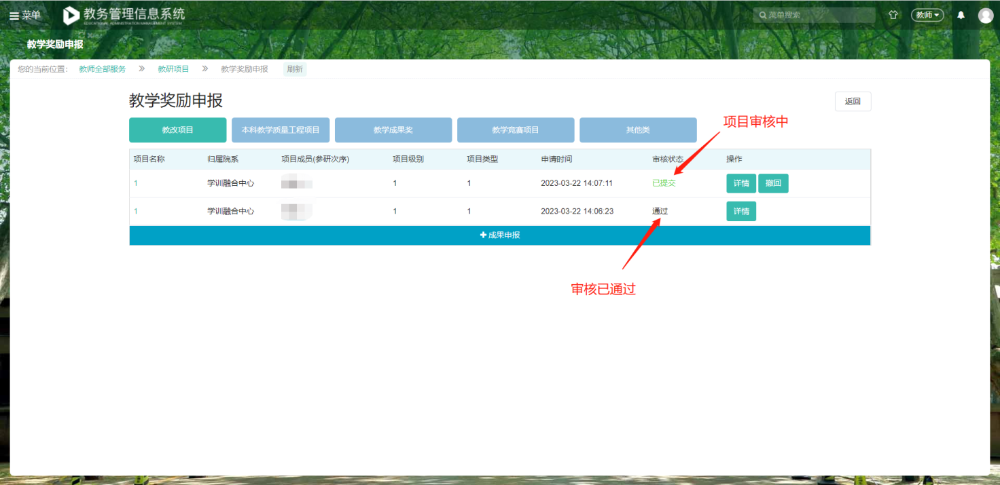 菜单
教务管理信息系统
EDUCATIONAL ADMINISTRATION MANAGEMENT SYSTEM
菜单搜索
教师
教学奖励申报
您的当前位置: 教师全部服务 » 教研项目 » 教学奖励申报 刷新
教学奖励申报
返回
教改项目 本科教学质量工程项目 教学成果奖 教学竞赛项目 其他类
项目审核中
项目名称 归属院系 项目成员(参研次序) 项目级别 项目类型 申请时间 审核状态 操作
1 学训融合中心 1 1 2023-03-22 14:07:11 已提交 详情 撤回
1 学训融合中心 1 1 2023-03-22 14:06:23 通过 详情
+ 成果申报
审核已通过